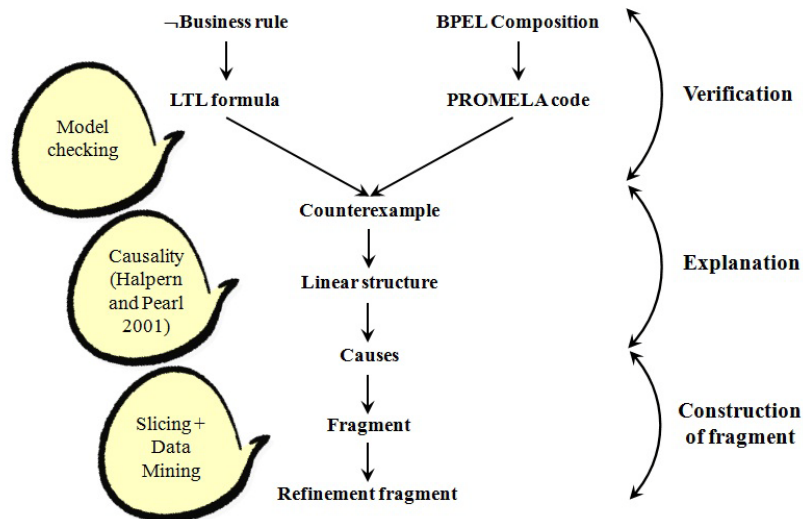 ¬Business rule
BPEL Composition
LTL formula
PROMELA code
Verification
Model
checking
Counterexample
Causality
(Halpern
and Pearl
2001)
Linear structure
Explanation
Causes
Slicing +
Data
Mining
Fragment
Construction
of fragment
Refinement fragment